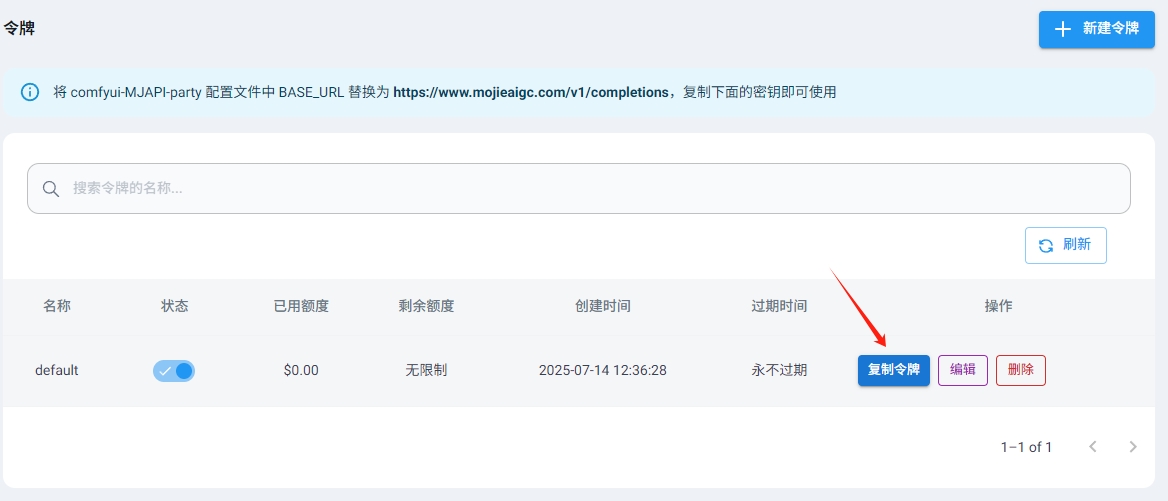 令牌
新建令牌
将 comfyui-MJAPI-party 配置文件中 BASE_URL 替换为 https://www.mojieaigc.com/v1/completions，复制下面的密钥即可使用
搜索令牌的名称...
刷新
名称 状态 已用额度 剩余额度 创建时间 过期时间 操作
default $0.00 无限制 2025-07-14 12:36:28 永不过期 复制令牌 编辑 删除
1–1 of 1